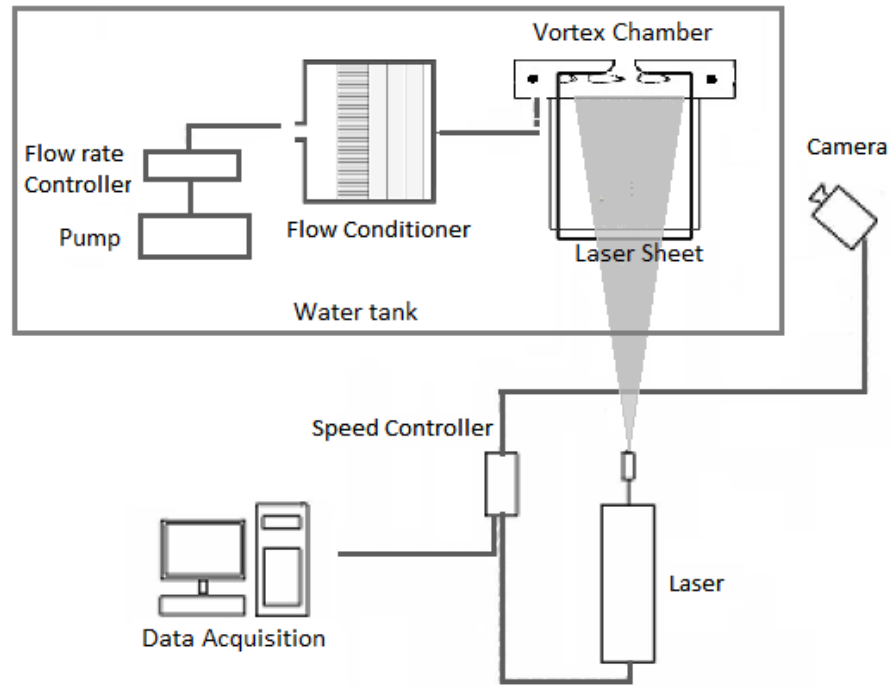 Vortex Chamber
Flow rate
Controller
Camera
Pump
Flow Conditioner
Laser Sheet
Water tank
Speed Controller
Laser
Data Acquisition